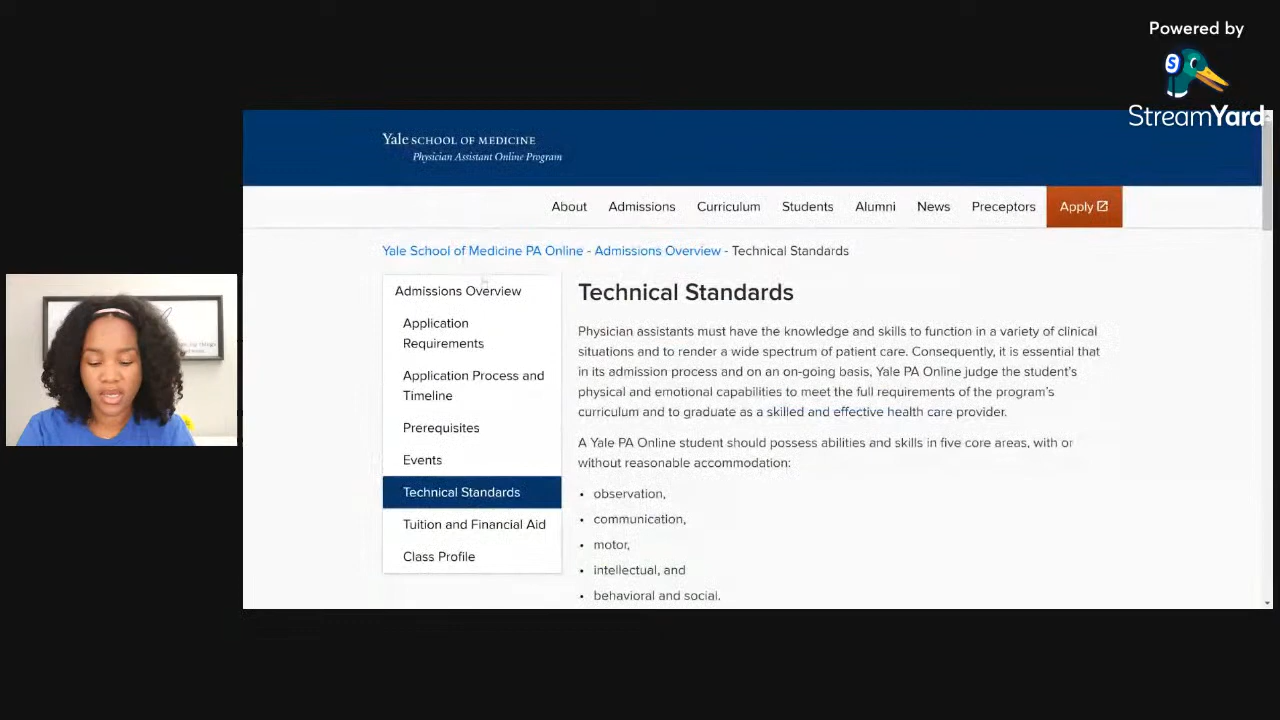 Powered by
StreamYard
Yale SCHOOL OF MEDICINE
Physician Assistant Online Program
About Admissions Curriculum Students Alumni News Preceptors Apply
Yale School of Medicine PA Online - Admissions Overview - Technical Standards
Admissions Overview
Application
Requirements
Application Process and
Timeline
Prerequisites
Events
Technical Standards
Tuition and Financial Aid
Class Profile
Technical Standards
Physician assistants must have the knowledge and skills to function in a variety of clinical
situations and to render a wide spectrum of patient care. Consequently, it is essential that
in its admission process and on an on-going basis, Yale PA Online judge the student's
physical and emotional capabilities to meet the full requirements of the program's
curriculum and to graduate as a skilled and effective health care provider.
A Yale PA Online student should possess abilities and skills in five core areas, with or
without reasonable accommodation:
• observation,
• communication,
• motor,
• intellectual, and
• behavioral and social.